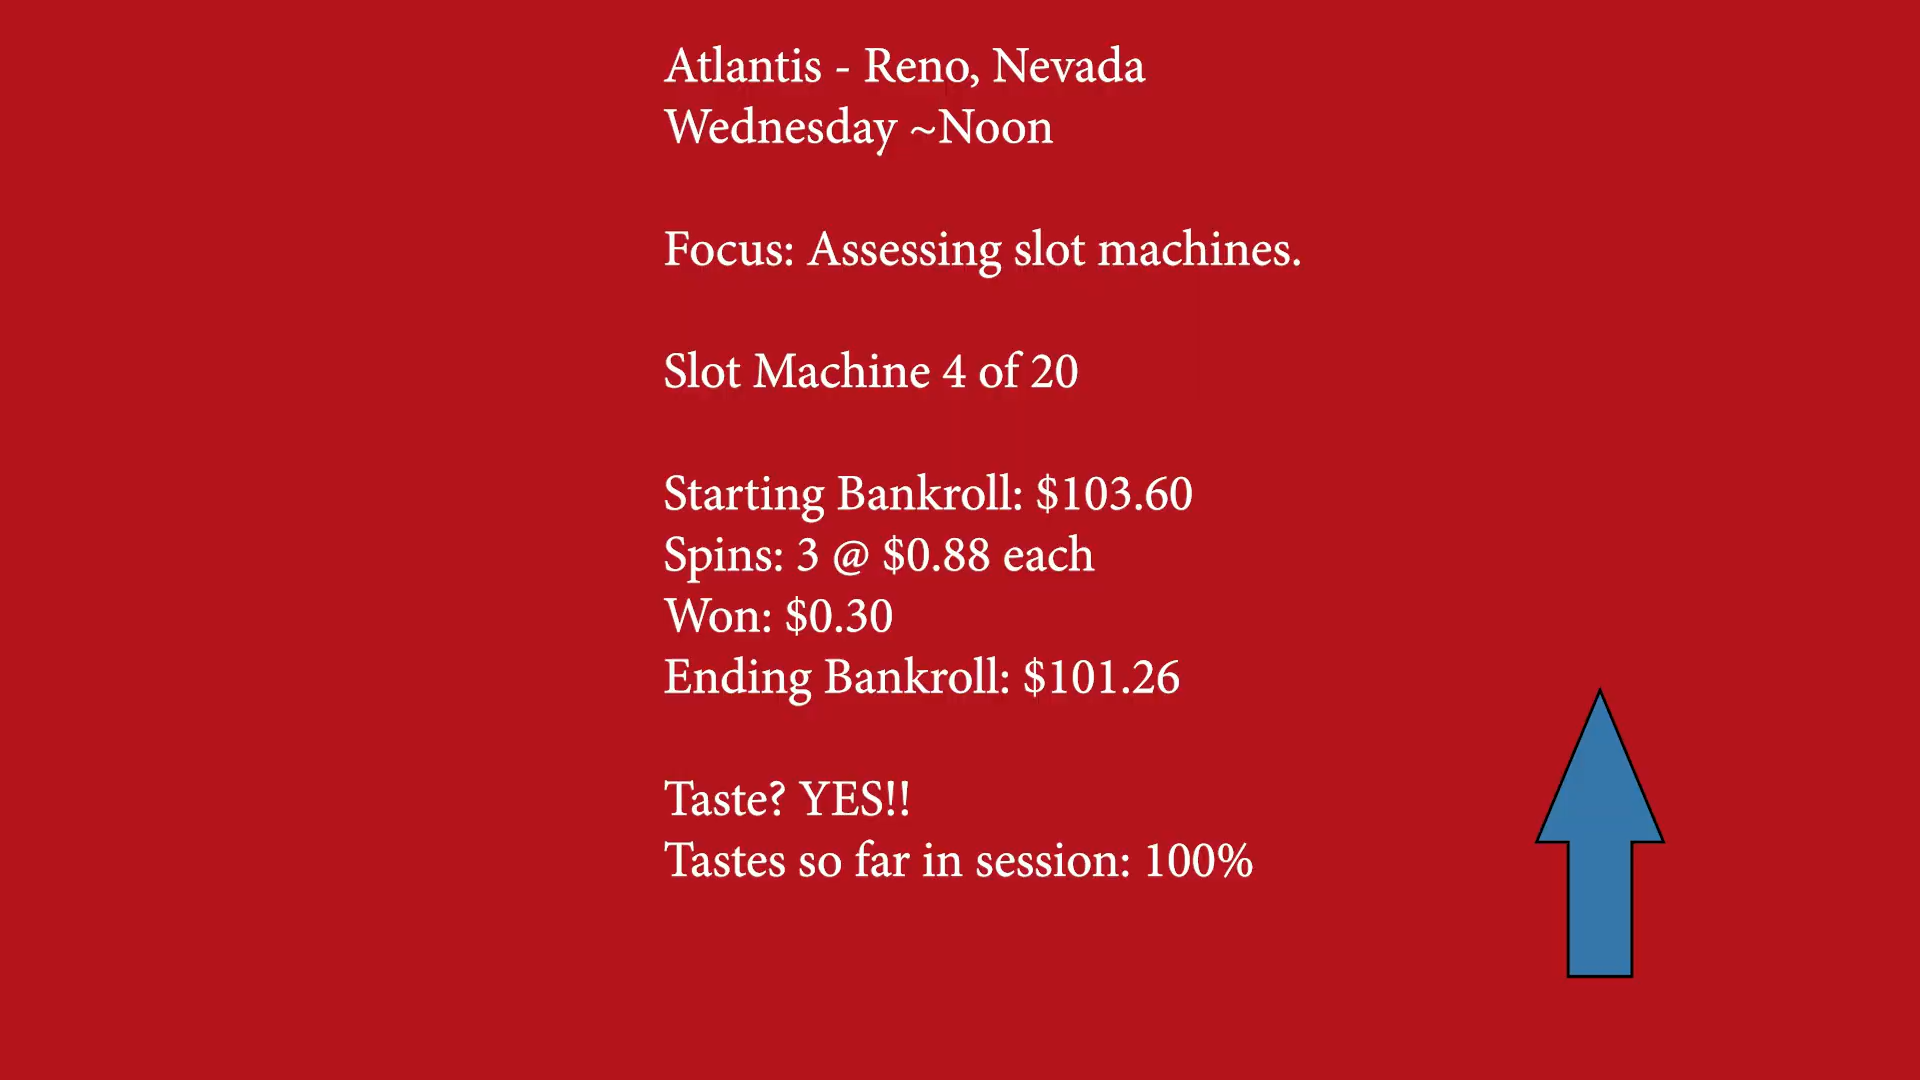 Atlantis - Reno, Nevada
Wednesday ~Noon
Focus: Assessing slot machines.
Slot Machine 4 of 20
Starting Bankroll: $103.60
Spins: 3 @ $0.88 each
Won: $0.30
Ending Bankroll: $101.26
Taste? YES!!
Tastes so far in session: 100%